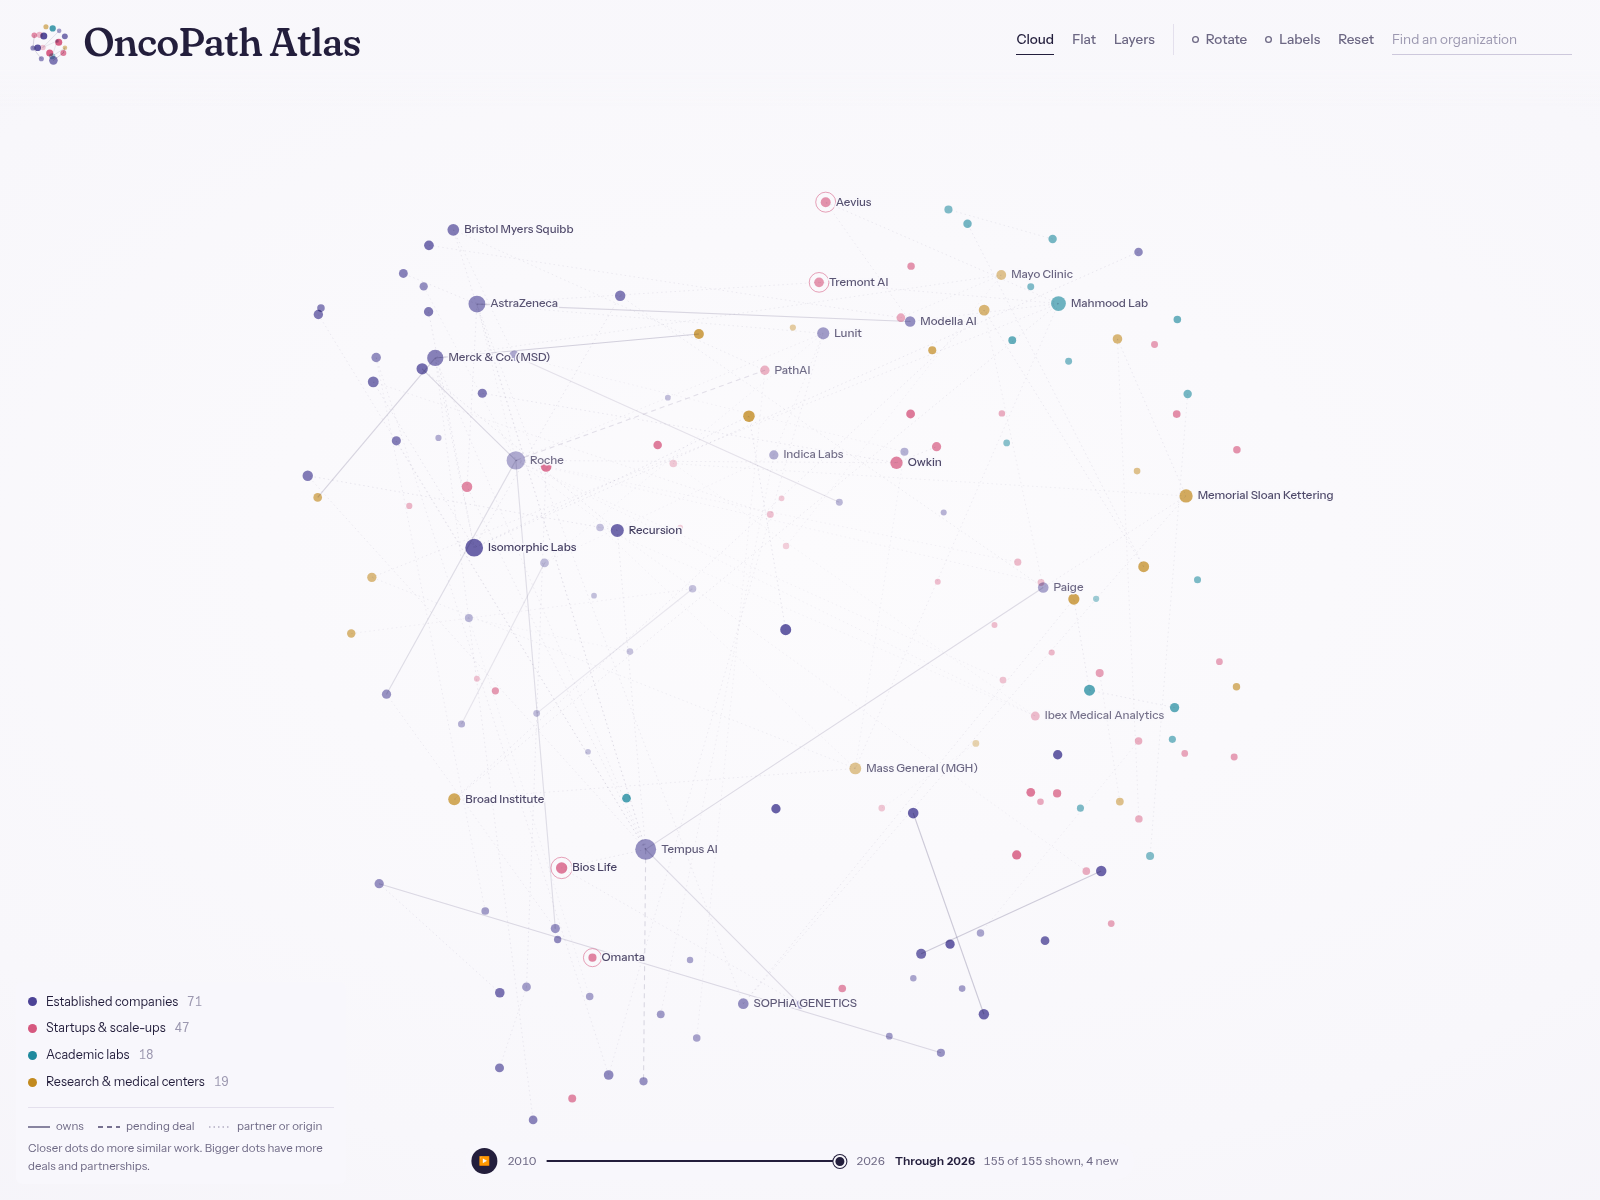 OncoPath Atlas
Cloud Flat Layers Rotate Labels Reset Find an organization
Aevius
Bristol Myers Squibb
Mayo Clinic
Tremont AI
AstraZeneca
Mahmood Lab
Modella AI
Lunit
Merck & Co. (MSD)
PathAI
Indica Labs
Roche
Owkin
Memorial Sloan Kettering
Recursion
Isomorphic Labs
Paige
Ibex Medical Analytics
Mass General (MGH)
Broad Institute
Tempus AI
Bios Life
Omanta
SOPHiA GENETICS
Established companies 71
Startups & scale-ups 47
Academic labs 18
Research & medical centers 19
owns pending deal partner or origin
Closer dots do more similar work. Bigger dots have more
deals and partnerships.
2010 2026 Through 2026 155 of 155 shown, 4 new